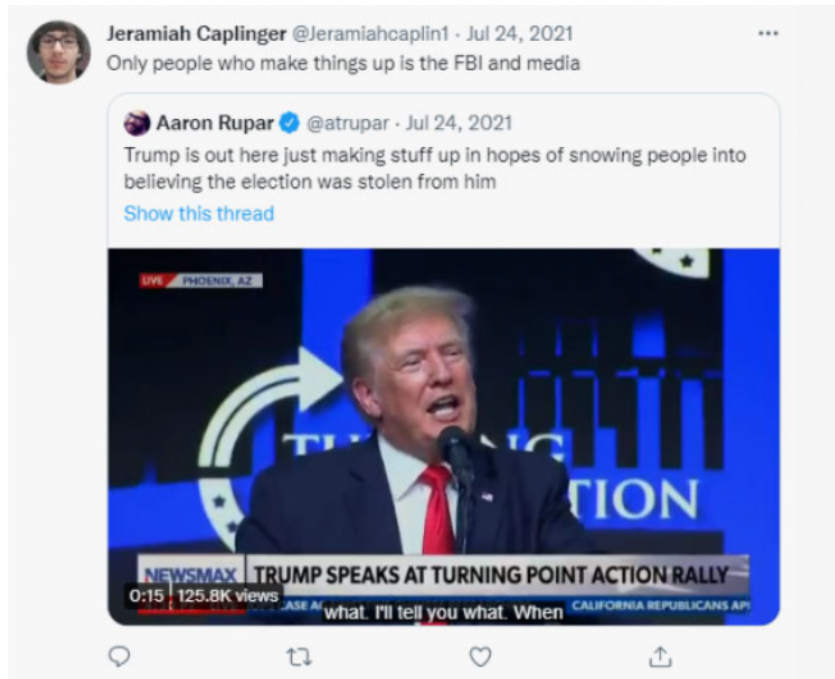 Jeramiah Caplinger @Jeramiahcaplin1 · Jul 24, 2021
Only people who make things up is the FBI and media
Aaron Rupar @atrupar · Jul 24, 2021
Trump is out here just making stuff up in hopes of snowing people into
believing the election was stolen from him
Show this thread
LIVE PHOENIX, AZ
NEWSMAX TRUMP SPEAKS AT TURNING POINT ACTION RALLY
0:15 125.8K views
what. I'll tell you what. When
CALIFORNIA REPUBLICANS